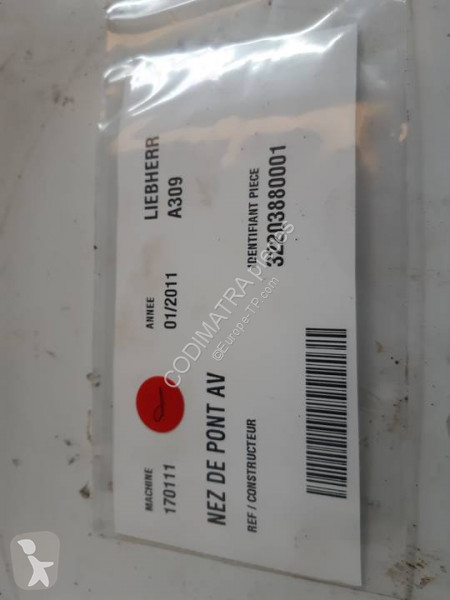 MACHINE
170111
ANNEE
01/2011
LIEBHERR
A309
NEZ DE PONT AV
REF / CONSTRUCTEUR
IDENTIFIANT PIECE
32203880001
CODIMATRA pièces
©Europe-TP.com